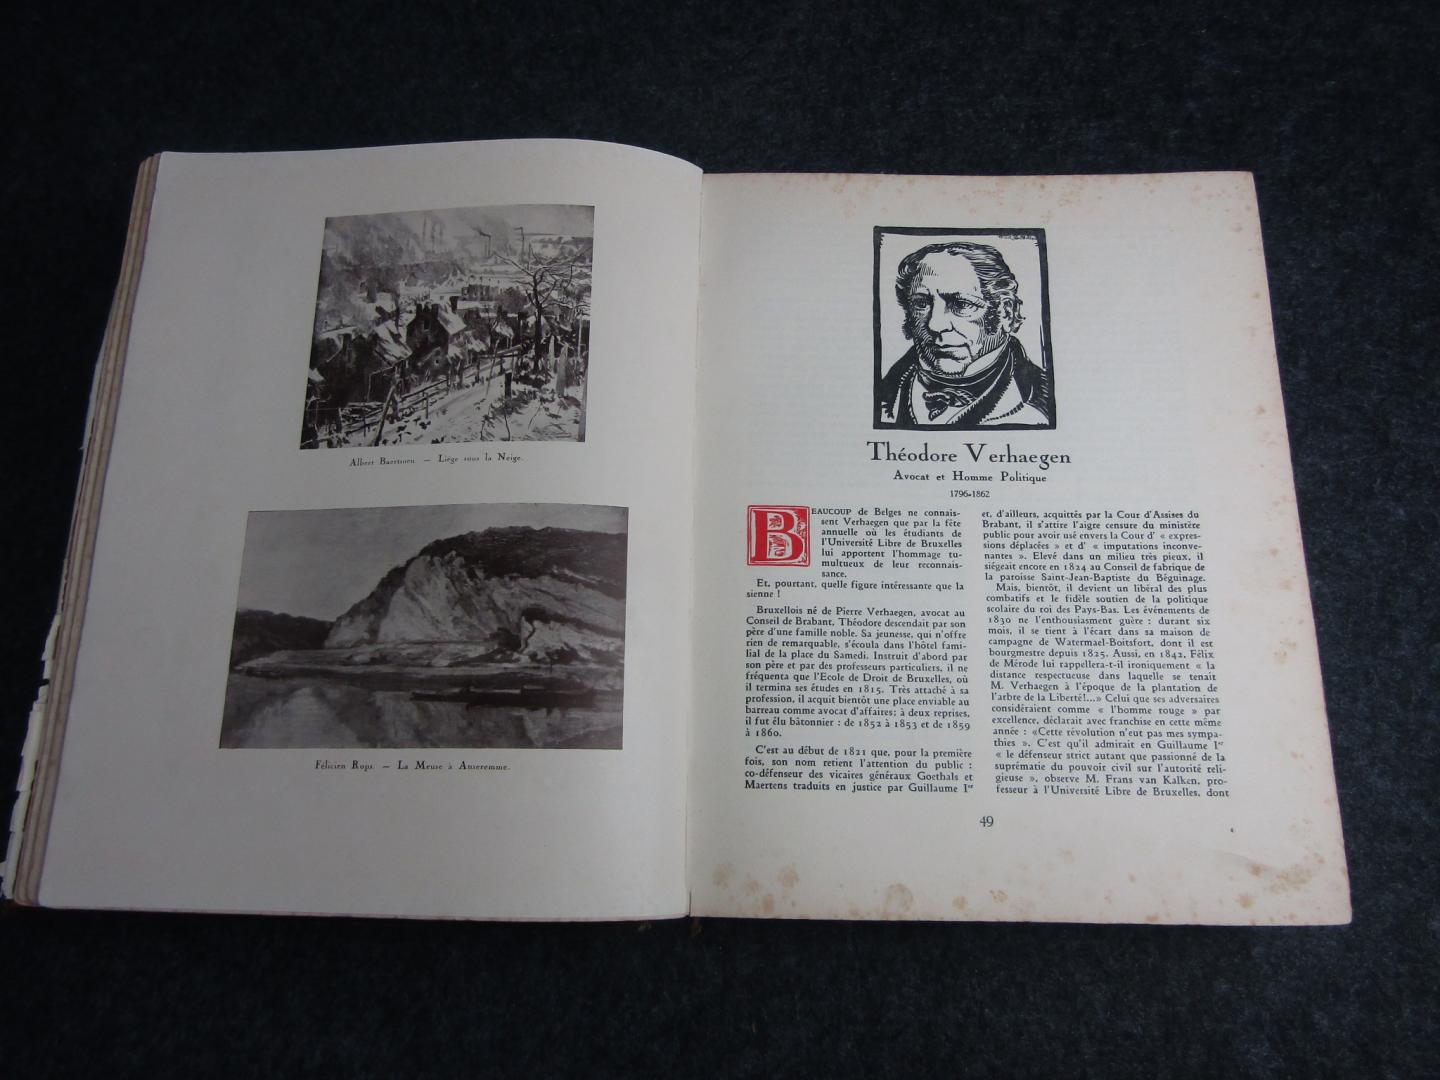 Albert Baertsoen. — Liége sous la Neige.
Félicien Rops. — La Meuse à Anseremme.
Théodore Verhaegen
Avocat et Homme Politique
1796-1862
BEAUCOUP de Belges ne connais-
sent Verhaegen que par la fête
annuelle où les étudiants de
l'Université Libre de Bruxelles
lui apportent l'hommage tu-
multueux de leur reconnais-
sance.
Et, pourtant, quelle figure intéressante que la
sienne !
Bruxellois né de Pierre Verhaegen, avocat au
Conseil de Brabant, Théodore descendait par son
père d'une famille noble. Sa jeunesse, qui n'offre
rien de remarquable, s'écoula dans l'hôtel fami-
lial de la place du Samedi. Instruit d'abord par
son père et par des professeurs particuliers, il ne
fréquenta que l'Ecole de Droit de Bruxelles, où
il termina ses études en 1815. Très attaché à sa
profession, il acquit bientôt une place enviable au
barreau comme avocat d'affaires; à deux reprises,
il fut élu bâtonnier : de 1852 à 1853 et de 1859
à 1860.
C'est au début de 1821 que, pour la première
fois, son nom retient l'attention du public :
co-défenseur des vicaires généraux Goethals et
Maertens traduits en justice par Guillaume Ier
et, d'ailleurs, acquittés par la Cour d'Assises du
Brabant, il s'attire l'aigre censure du ministère
public pour avoir usé envers la Cour d' « expres-
sions déplacées » et d' « imputations inconve-
nantes ». Elevé dans un milieu très pieux, il
siégeait encore en 1824 au Conseil de fabrique de
la paroisse Saint-Jean-Baptiste du Béguinage.
Mais, bientôt, il devient un libéral des plus
combatifs et le fidèle soutien de la politique
scolaire du roi des Pays-Bas. Les événements de
1830 ne l'enthousiasment guère : durant six
mois, il se tient à l'écart dans sa maison de
campagne de Watermael-Boitsfort, dont il est
bourgmestre depuis 1825. Aussi, en 1842, Félix
de Mérode lui rappellera-t-il ironiquement « la
distance respectueuse dans laquelle se tenait
M. Verhaegen à l'époque de la plantation de
l'arbre de la Liberté!...» Celui que ses adversaires
considéraient comme « l'homme rouge » par
excellence, déclarait avec franchise en cette même
année : «Cette révolution n'eut pas mes sympa-
thies ». C'est qu'il admirait en Guillaume Ier
« le défenseur strict autant que passionné de la
suprématie du pouvoir civil sur l'autorité reli-
gieuse », observe M. Frans van Kalken, pro-
fesseur à l'Université Libre de Bruxelles, dont
49